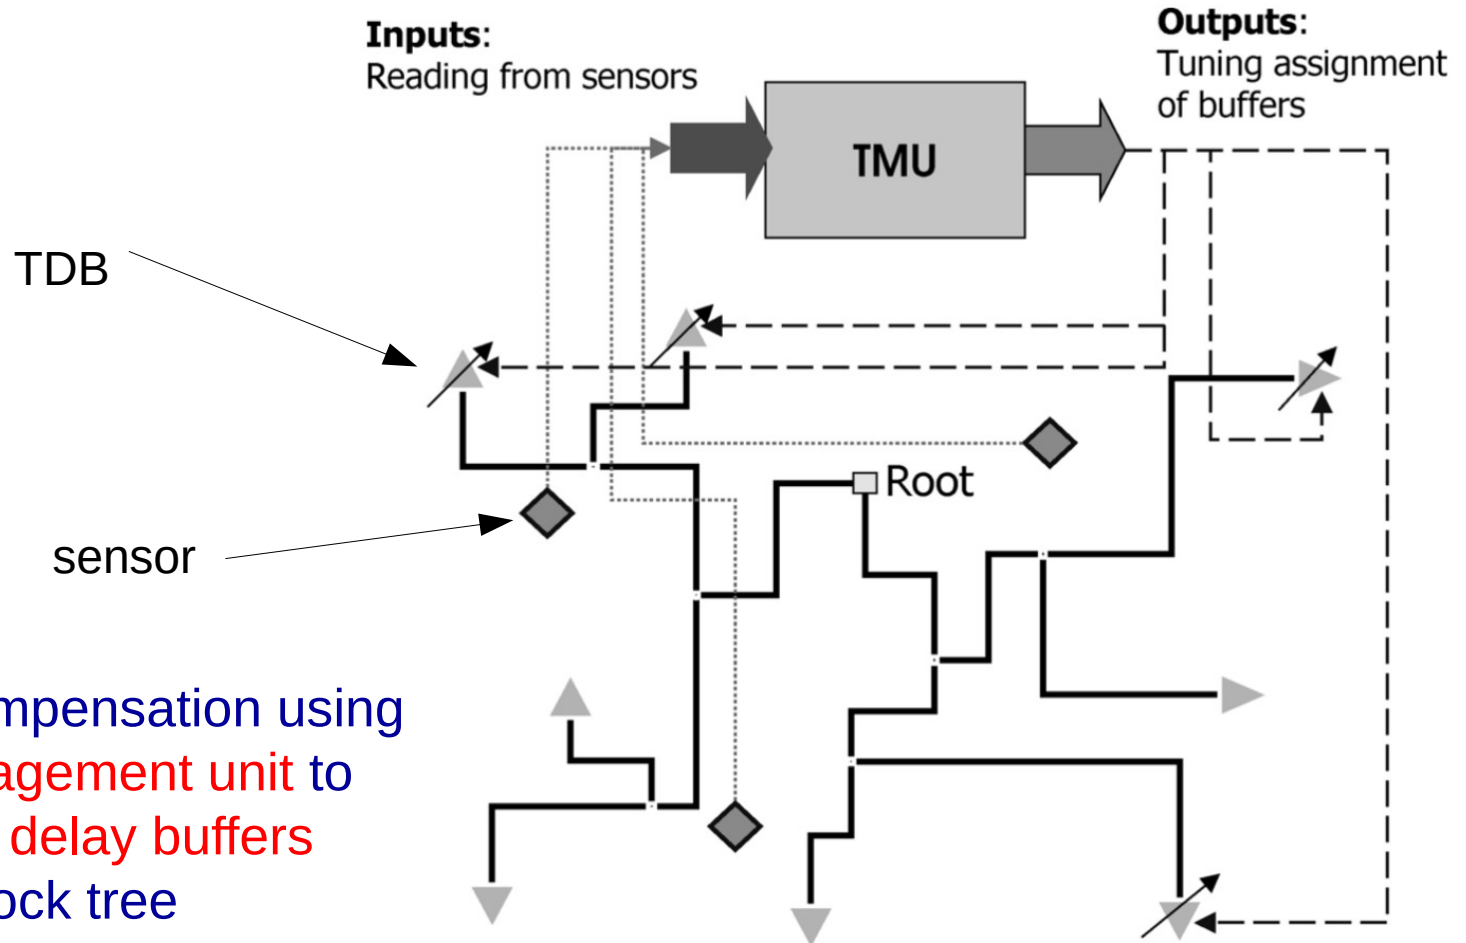 Inputs:
Reading from sensors
Outputs:
Tuning assignment
of buffers
TMU
TDB
Root
sensor
mpensation using
agement unit to
delay buffers
ock tree